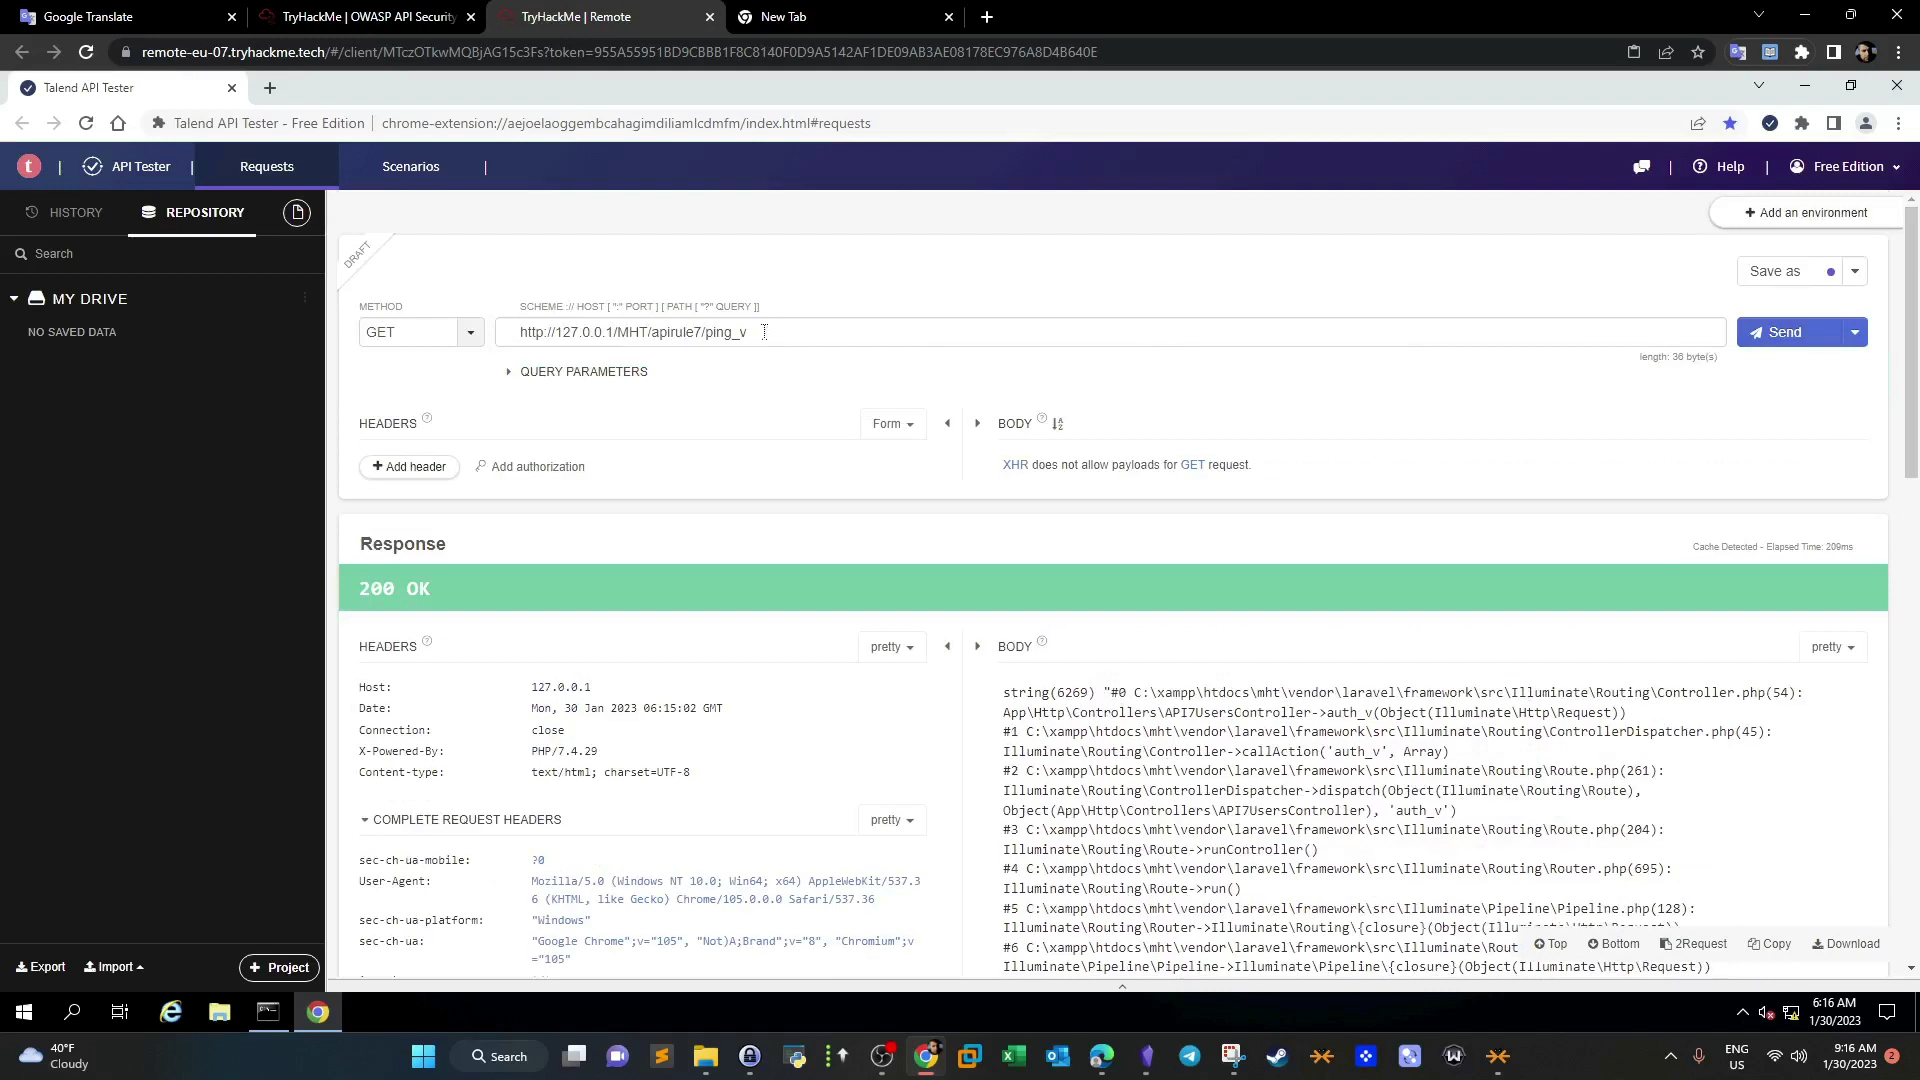 Google Translate
TryHackMe | OWASP API Security
TryHackMe | Remote
New Tab
remote-eu-07.tryhackme.tech/#/client/MTczOTkwMQBjAG15c3Fs?token=955A55951BD9CBBB1F8C8140F0D9A5142AF1DE09AB3AE08178EC976A8D4B640E
Talend API Tester
Talend API Tester - Free Edition | chrome-extension://aejoelaoggembcahagimdiliamlcdmfm/index.html#requests
t | API Tester | Requests Scenarios |
| Help | Free Edition
HISTORY REPOSITORY
Add an environment
Search
MY DRIVE
NO SAVED DATA
DRAFT
Save as
METHOD SCHEME :// HOST [ ":" PORT ] [ PATH [ "?" QUERY ]]
GET http://127.0.0.1/MHT/apirule7/ping_v Send
length: 36 byte(s)
QUERY PARAMETERS
HEADERS ? Form BODY ?
Add header Add authorization
XHR does not allow payloads for GET request.
Response
Cache Detected - Elapsed Time: 209ms
200 OK
HEADERS ? pretty
Host: 127.0.0.1
Date: Mon, 30 Jan 2023 06:15:02 GMT
Connection: close
X-Powered-By: PHP/7.4.29
Content-type: text/html; charset=UTF-8
COMPLETE REQUEST HEADERS pretty
sec-ch-ua-mobile: ?0
User-Agent: Mozilla/5.0 (Windows NT 10.0; Win64; x64) AppleWebKit/537.3
6 (KHTML, like Gecko) Chrome/105.0.0.0 Safari/537.36
sec-ch-ua-platform: "Windows"
sec-ch-ua: "Google Chrome";v="105", "Not)A;Brand";v="8", "Chromium";v
="105"
BODY ? pretty
string(6269) "#0 C:\xampp\htdocs\mht\vendor\laravel\framework\src\Illuminate\Routing\Controller.php(54):
App\Http\Controllers\API7UsersController->auth_v(Object(Illuminate\Http\Request))
#1 C:\xampp\htdocs\mht\vendor\laravel\framework\src\Illuminate\Routing\ControllerDispatcher.php(45):
Illuminate\Routing\Controller->callAction('auth_v', Array)
#2 C:\xampp\htdocs\mht\vendor\laravel\framework\src\Illuminate\Routing\Route.php(261):
Illuminate\Routing\ControllerDispatcher->dispatch(Object(Illuminate\Routing\Route),
Object(App\Http\Controllers\API7UsersController), 'auth_v')
#3 C:\xampp\htdocs\mht\vendor\laravel\framework\src\Illuminate\Routing\Route.php(204):
Illuminate\Routing\Route->runController()
#4 C:\xampp\htdocs\mht\vendor\laravel\framework\src\Illuminate\Routing\Router.php(695):
Illuminate\Routing\Route->run()
#5 C:\xampp\htdocs\mht\vendor\laravel\framework\src\Illuminate\Pipeline\Pipeline.php(128):
Illuminate\Routing\Router->Illuminate\Routing\{closure}(Object(Illum
#6 C:\xampp\htdocs\mht\vendor\laravel\framework\src\Illuminate\Rout
Illuminate\Pipeline\Pipeline->Illuminate\Pipeline\{closure}(Object(Illuminate\Http\Request))
Top Bottom 2Request Copy Download
Export Import Project
6:16 AM
1/30/2023
40°F
Cloudy
Search
ENG
US
9:16 AM
1/30/2023
2